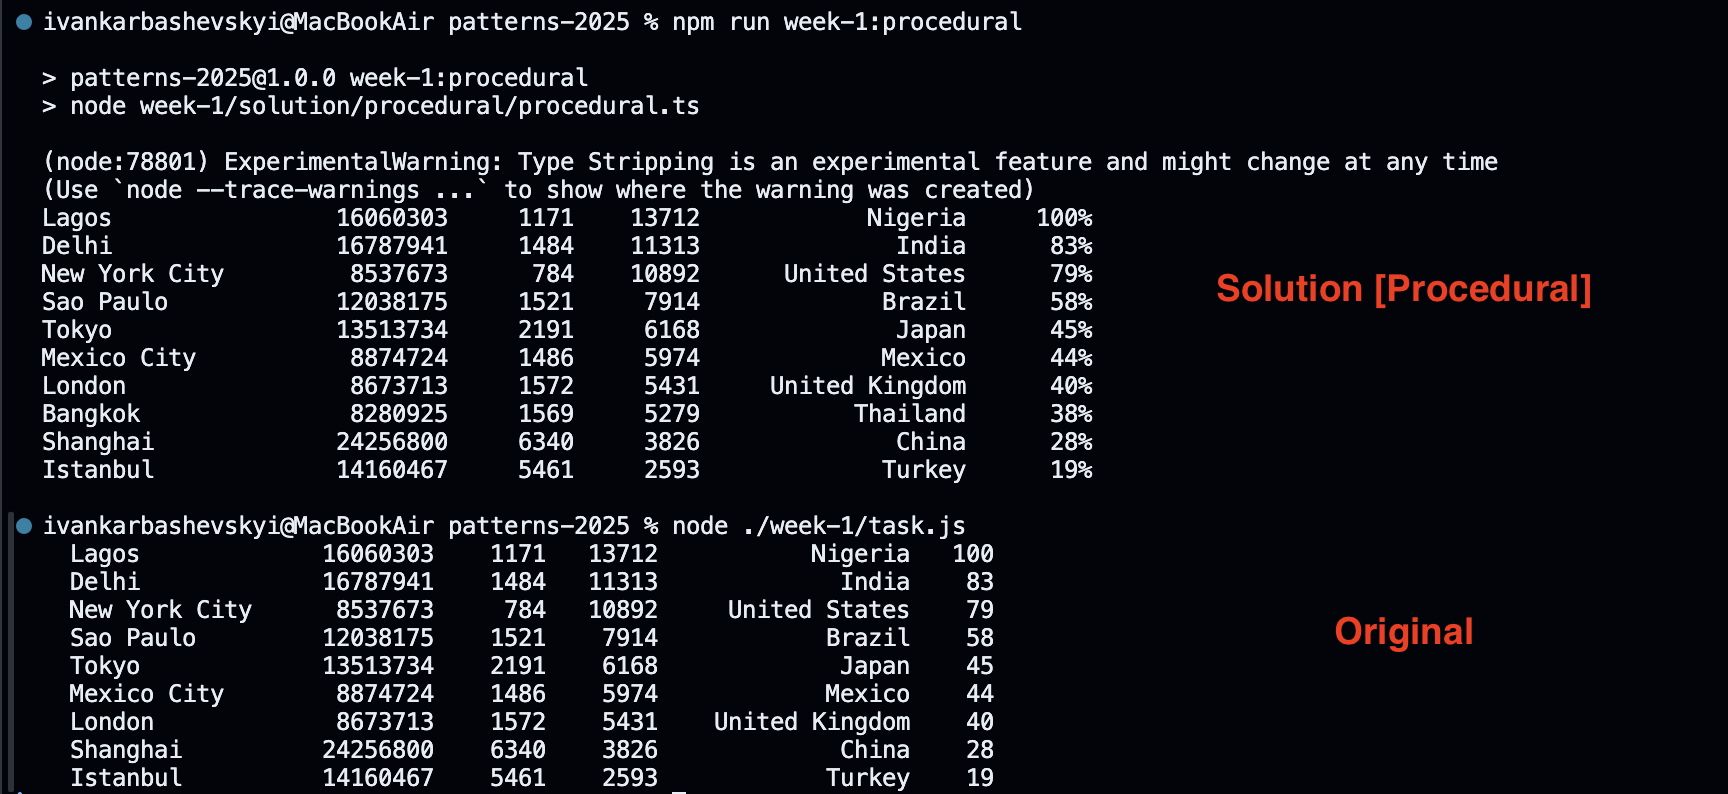 ivankarbashevskyi@MacBookAir patterns-2025 % npm run week-1:procedural
> patterns-2025@1.0.0 week-1:procedural
> node week-1/solution/procedural/procedural.ts
(node:78801) ExperimentalWarning: Type Stripping is an experimental feature and might change at any time
(Use `node --trace-warnings ...` to show where the warning was created)
Lagos 16060303 1171 13712 Nigeria 100%
Delhi 16787941 1484 11313 India 83%
New York City 8537673 784 10892 United States 79%
Solution [Procedural]
Sao Paulo 12038175 1521 7914 Brazil 58%
Tokyo 13513734 2191 6168 Japan 45%
Mexico City 8874724 1486 5974 Mexico 44%
London 8673713 1572 5431 United Kingdom 40%
Bangkok 8280925 1569 5279 Thailand 38%
Shanghai 24256800 6340 3826 China 28%
Istanbul 14160467 5461 2593 Turkey 19%
ivankarbashevskyi@MacBookAir patterns-2025 % node ./week-1/task.js
Lagos 16060303 1171 13712 Nigeria 100
Delhi 16787941 1484 11313 India 83
New York City 8537673 784 10892 United States 79
Sao Paulo 12038175 1521 7914 Brazil 58
Original
Tokyo 13513734 2191 6168 Japan 45
Mexico City 8874724 1486 5974 Mexico 44
London 8673713 1572 5431 United Kingdom 40
Shanghai 24256800 6340 3826 China 28
Istanbul 14160467 5461 2593 Turkey 19